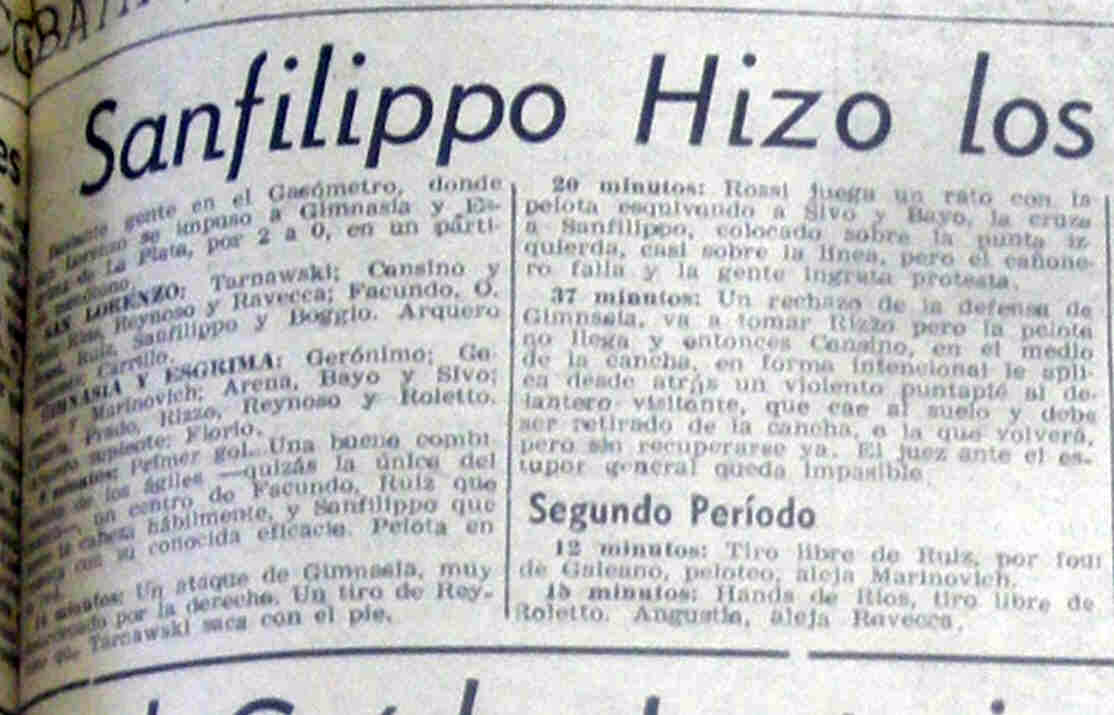 Sanfilippo Hizo los
gente en el Gasómetro, donde
se impuso a Gimnasia y Es-
de La Plata, por 2 a 0, en un parti-
SAN LORENZO: Tarnawski; Cansino y
Reynoso y Ravecca; Facundo, O.
Ruiz, Sanfilippo y Boggio. Arquero
Carrillo.
GIMNASIA Y ESGRIMA: Gerónimo; Ga-
y Marinovich; Arena, Bayo y Sivo;
Prado, Rizzo, Reynoso y Roletto.
suplente: Florio.
minutos: Primer gol. Una buena combi
de los ágiles —quizás la única del
un centro de Facundo, Ruiz que
la cabeza hábilmente, y Sanfilippo que
con su conocida eficacia. Pelota en
minutos: Un ataque de Gimnasia, muy
por la derecha. Un tiro de Rey-
Tarnawski saca con el pie.
20 minutos: Rossi juega un rato con la
pelota esquivando a Sivo y Bayo, la cruza
a Sanfilippo, colocado sobre la punta iz-
quierda, casi sobre la línea, pero el cañone-
ro falla y la gente ingrata protesta.
37 minutos: Un rechazo de la defensa de
Gimnasia, va a tomar Rizzo pero la pelota
no llega y entonces Cansino, en el medio
de la cancha, en forma intencional le apli-
ca desde atrás un violento puntapié al de-
lantero visitante, que cae al suelo y debe
ser retirado de la cancha, a la que volverá,
pero sin recuperarse ya. El juez ante el es-
tupor general queda impasible.
Segundo Período
12 minutos: Tiro libre de Ruiz, por foul
de Galeano, peloteo, aleja Marinovich.
15 minutos: Hands de Ríos, tiro libre de
Roletto. Angustia, aleja Ravecca.